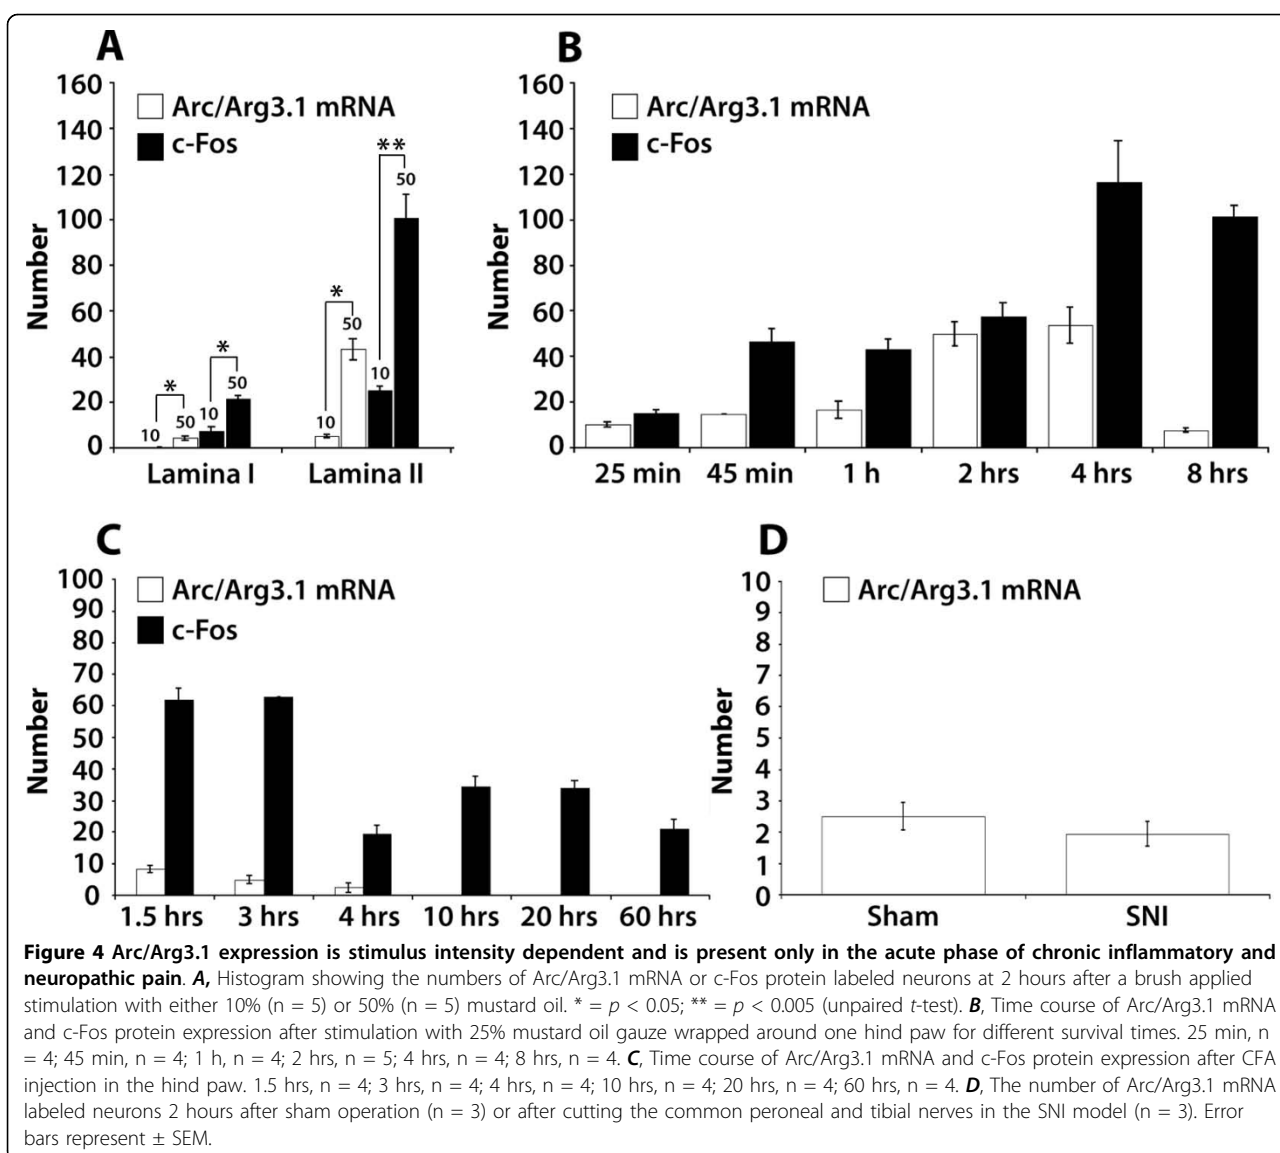 A
160
140
120
100
80
60
40
20
0
Number
Arc/Arg3.1 mRNA
c-Fos
10
*
50
10
*
50
10
*
50
10
**
50
Lamina I
Lamina II
B
160
140
120
100
80
60
40
20
0
Number
Arc/Arg3.1 mRNA
c-Fos
25 min
45 min
1 h
2 hrs
4 hrs
8 hrs
C
100
90
80
70
60
50
40
30
20
10
0
Number
Arc/Arg3.1 mRNA
c-Fos
1.5 hrs
3 hrs
4 hrs
10 hrs
20 hrs
60 hrs
D
10
9
8
7
6
5
4
3
2
1
0
Number
Arc/Arg3.1 mRNA
Sham
SNI
Figure 4 Arc/Arg3.1 expression is stimulus intensity dependent and is present only in the acute phase of chronic inflammatory and
neuropathic pain. A, Histogram showing the numbers of Arc/Arg3.1 mRNA or c-Fos protein labeled neurons at 2 hours after a brush applied
stimulation with either 10% (n = 5) or 50% (n = 5) mustard oil. * = p < 0.05; ** = p < 0.005 (unpaired t-test). B, Time course of Arc/Arg3.1 mRNA
and c-Fos protein expression after stimulation with 25% mustard oil gauze wrapped around one hind paw for different survival times. 25 min, n
= 4; 45 min, n = 4; 1 h, n = 4; 2 hrs, n = 5; 4 hrs, n = 4; 8 hrs, n = 4. C, Time course of Arc/Arg3.1 mRNA and c-Fos protein expression after CFA
injection in the hind paw. 1.5 hrs, n = 4; 3 hrs, n = 4; 4 hrs, n = 4; 10 hrs, n = 4; 20 hrs, n = 4; 60 hrs, n = 4. D, The number of Arc/Arg3.1 mRNA
labeled neurons 2 hours after sham operation (n = 3) or after cutting the common peroneal and tibial nerves in the SNI model (n = 3). Error
bars represent ± SEM.